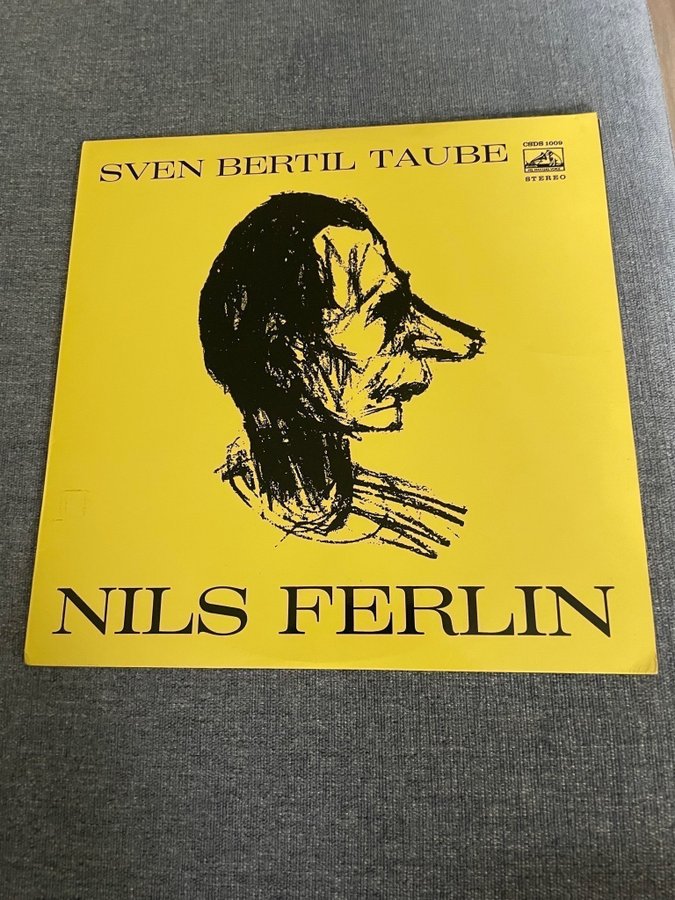 SVEN BERTIL TAUBE
CSDS 1009
STEREO
NILS FERLIN